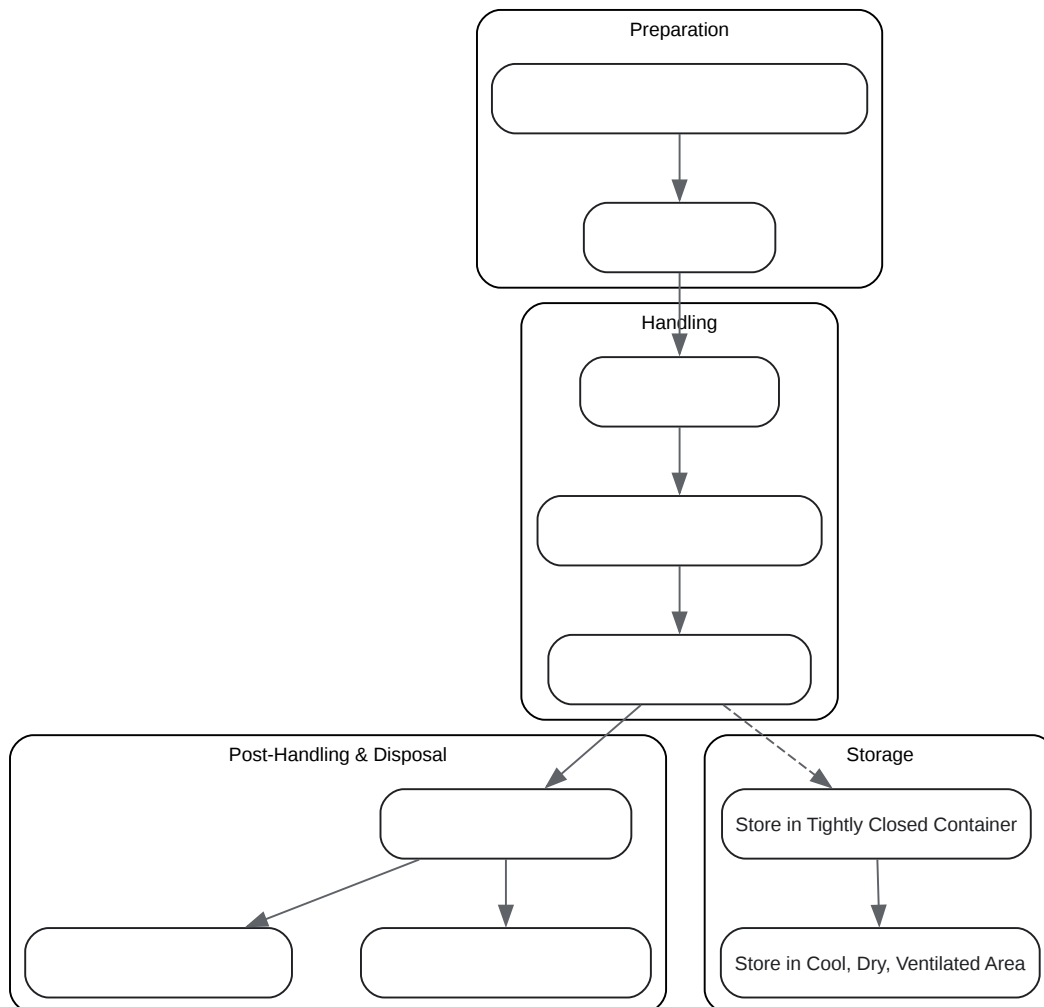 Preparation
Handling
Post-Handling & Disposal
Storage
Store in Tightly Closed Container
Store in Cool, Dry, Ventilated Area